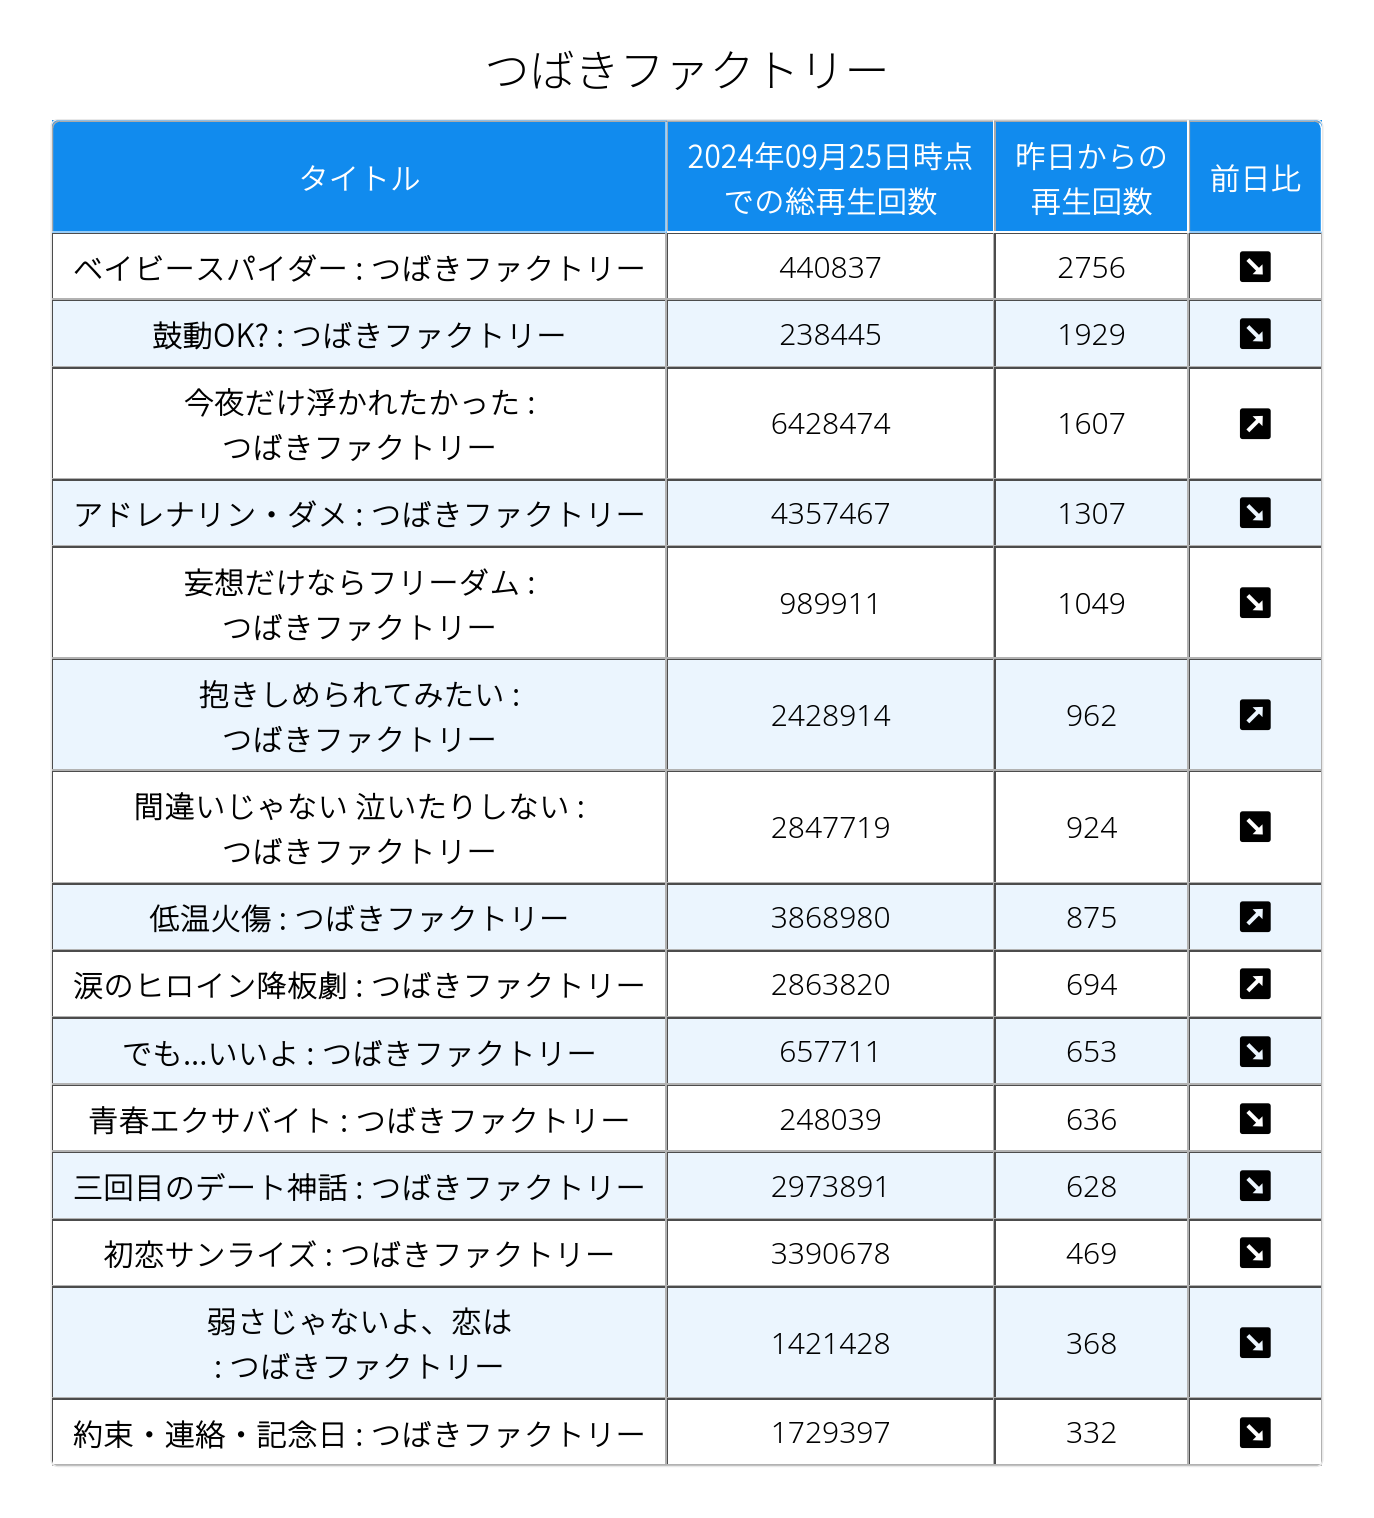 つばきファクトリー
タイトル
2024年09月25日時点
での総再生回数
昨日からの
再生回数
前日比
ベイビースパイダー : つばきファクトリー
440837
2756
鼓動OK? : つばきファクトリー
238445
1929
今夜だけ浮かれたかった :
つばきファクトリー
6428474
1607
アドレナリン・ダメ : つばきファクトリー
4357467
1307
妄想だけならフリーダム :
つばきファクトリー
989911
1049
抱きしめられてみたい :
つばきファクトリー
2428914
962
間違いじゃない 泣いたりしない :
つばきファクトリー
2847719
924
低温火傷 : つばきファクトリー
3868980
875
涙のヒロイン降板劇 : つばきファクトリー
2863820
694
でも...いいよ : つばきファクトリー
657711
653
青春エクサバイト : つばきファクトリー
248039
636
三回目のデート神話 : つばきファクトリー
2973891
628
初恋サンライズ : つばきファクトリー
3390678
469
弱さじゃないよ、恋は
: つばきファクトリー
1421428
368
約束・連絡・記念日 : つばきファクトリー
1729397
332